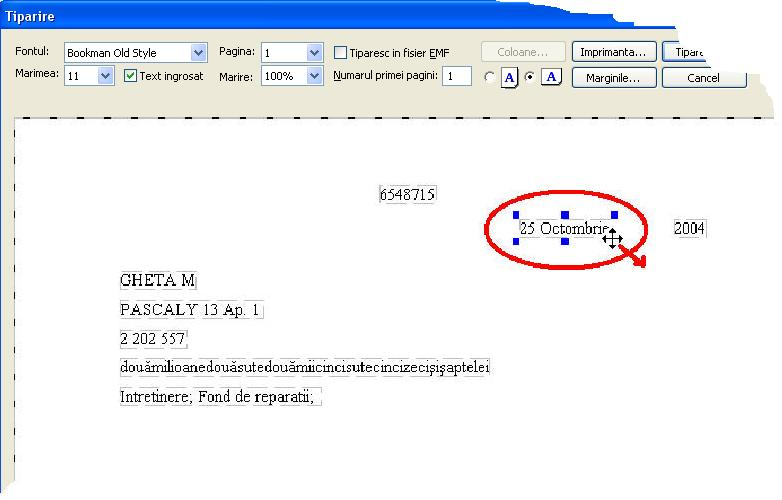 Tiparire
Fontul: Bookman Old Style Pagina: 1 Tiparesc in fisier EMF Coloane... Imprimanta...
Marimea: 11 Text ingrosat Marire: 100% Numarul primei pagini: 1 A A Marginile... Cancel
6548715
25 Octombrie 2004
GHETA M
PASCALY 13 Ap. 1
2 202 557
douămilioanedouăsutedouămiicincisutecincizecişişaptelei
Intretinere; Fond de reparatii;